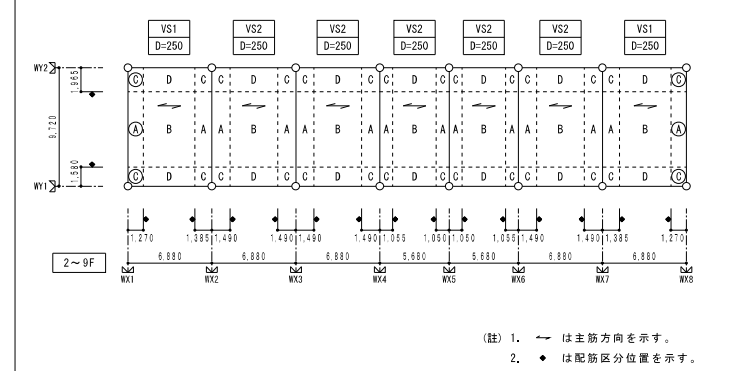 VS1 VS2 VS2 VS2 VS2 VS2 VS1
D=250 D=250 D=250 D=250 D=250 D=250 D=250
WY2
C D C C D C C D C C D C C D C C D C C D C
1,965
9,720
A B A A B A A B A A B A A B A A B A A B A
1,580
C D C C D C C D C C D C C D C C D C C D C
WY1
1,270 1,385 1,490 1,490 1,490 1,490 1,055 1,050 1,050 1,055 1,490 1,490 1,385 1,270
2～9F
6,880 6,880 6,880 5,680 5,680 6,880 6,880
WX1 WX2 WX3 WX4 WX5 WX6 WX7 WX8
(註) 1. は主筋方向を示す。
2. ◆ は配筋区分位置を示す。